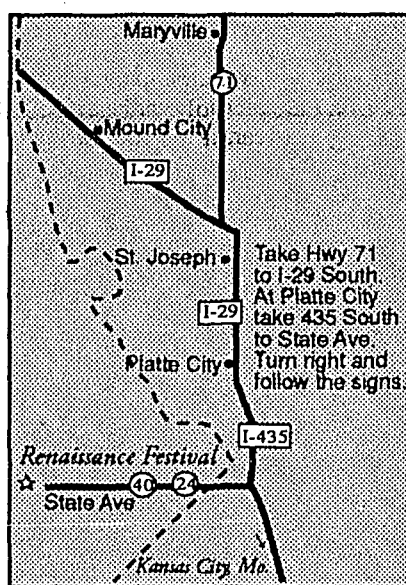 Maryville
71
Mound City
I-29
St. Joseph
Take Hwy 71
to I-29 South.
At Platte City
take 435 South
to State Ave.
Turn right and
follow the signs.
I-29
Platte City
I-435
Renaissance Festival
40 24
State Ave
Kansas City, Mo.